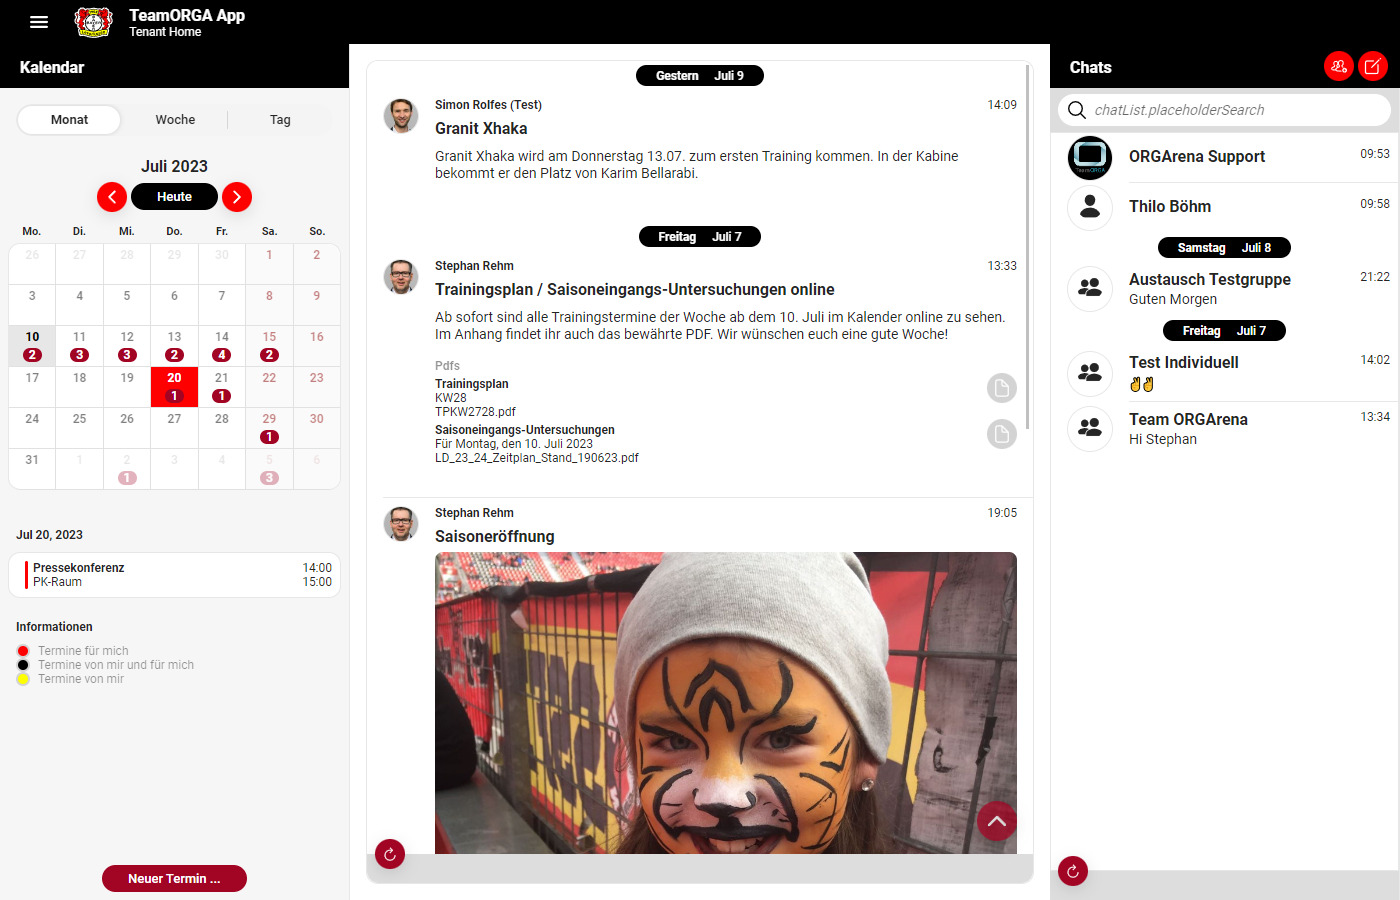 TeamORGA App
Tenant Home
Kalendar
Monat
Woche
Tag
Juli 2023
Heute
Mo. Di. Mi. Do. Fr. Sa. So.
26 27 28 29 30 1 2
3 4 5 6 7 8 9
10 11 12 13 14 15 16
2 3 3 2 4 2
17 18 19 20 21 22 23
1 1
24 25 26 27 28 29 30
1
31 1 2 3 4 5 6
1 3
Jul 20, 2023
Pressekonferenz 14:00
PK-Raum 15:00
Informationen
Termine für mich
Termine von mir und für mich
Termine von mir
Neuer Termin ...
Gestern Juli 9
Simon Rolfes (Test) 14:09
Granit Xhaka
Granit Xhaka wird am Donnerstag 13.07. zum ersten Training kommen. In der Kabine
bekommt er den Platz von Karim Bellarabi.
Freitag Juli 7
Stephan Rehm 13:33
Trainingsplan / Saisoneingangs-Untersuchungen online
Ab sofort sind alle Trainingstermine der Woche ab dem 10. Juli im Kalender online zu sehen.
Im Anhang findet ihr auch das bewährte PDF. Wir wünschen euch eine gute Woche!
Pdfs
Trainingsplan
KW28
TPKW2728.pdf
Saisoneingangs-Untersuchungen
Für Montag, den 10. Juli 2023
LD_23_24_Zeitplan_Stand_190623.pdf
Stephan Rehm 19:05
Saisoneröffnung
Chats
chatList.placeholderSearch
ORGArena Support 09:53
Thilo Böhm 09:58
Samstag Juli 8
Austausch Testgruppe 21:22
Guten Morgen
Freitag Juli 7
Test Individuell 14:02
Team ORGArena 13:34
Hi Stephan